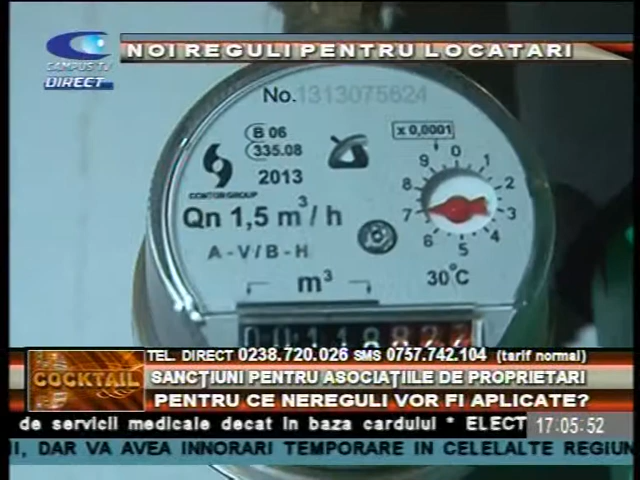 NOI REGULI PENTRU LOCATARI
CAMPUS TV
DIRECT
No. 1313075624
B 06
335.08
x 0,0001
CONTORGROUP
2013
9 0 1
8 2
7 3
6 5 4
Qn 1,5 m³/h
A-V/B-H
m³
30°C
TEL. DIRECT 0238.720.026 SMS 0757.742.104 (tarif normal)
COCKTAIL
SANCŢIUNI PENTRU ASOCIAŢIILE DE PROPRIETARI
PENTRU CE NEREGULI VOR FI APLICATE?
de servicii medicale decat in baza cardului * ELECT
17:05:52
I, DAR VA AVEA INNORARI TEMPORARE IN CELELALTE REGIUN